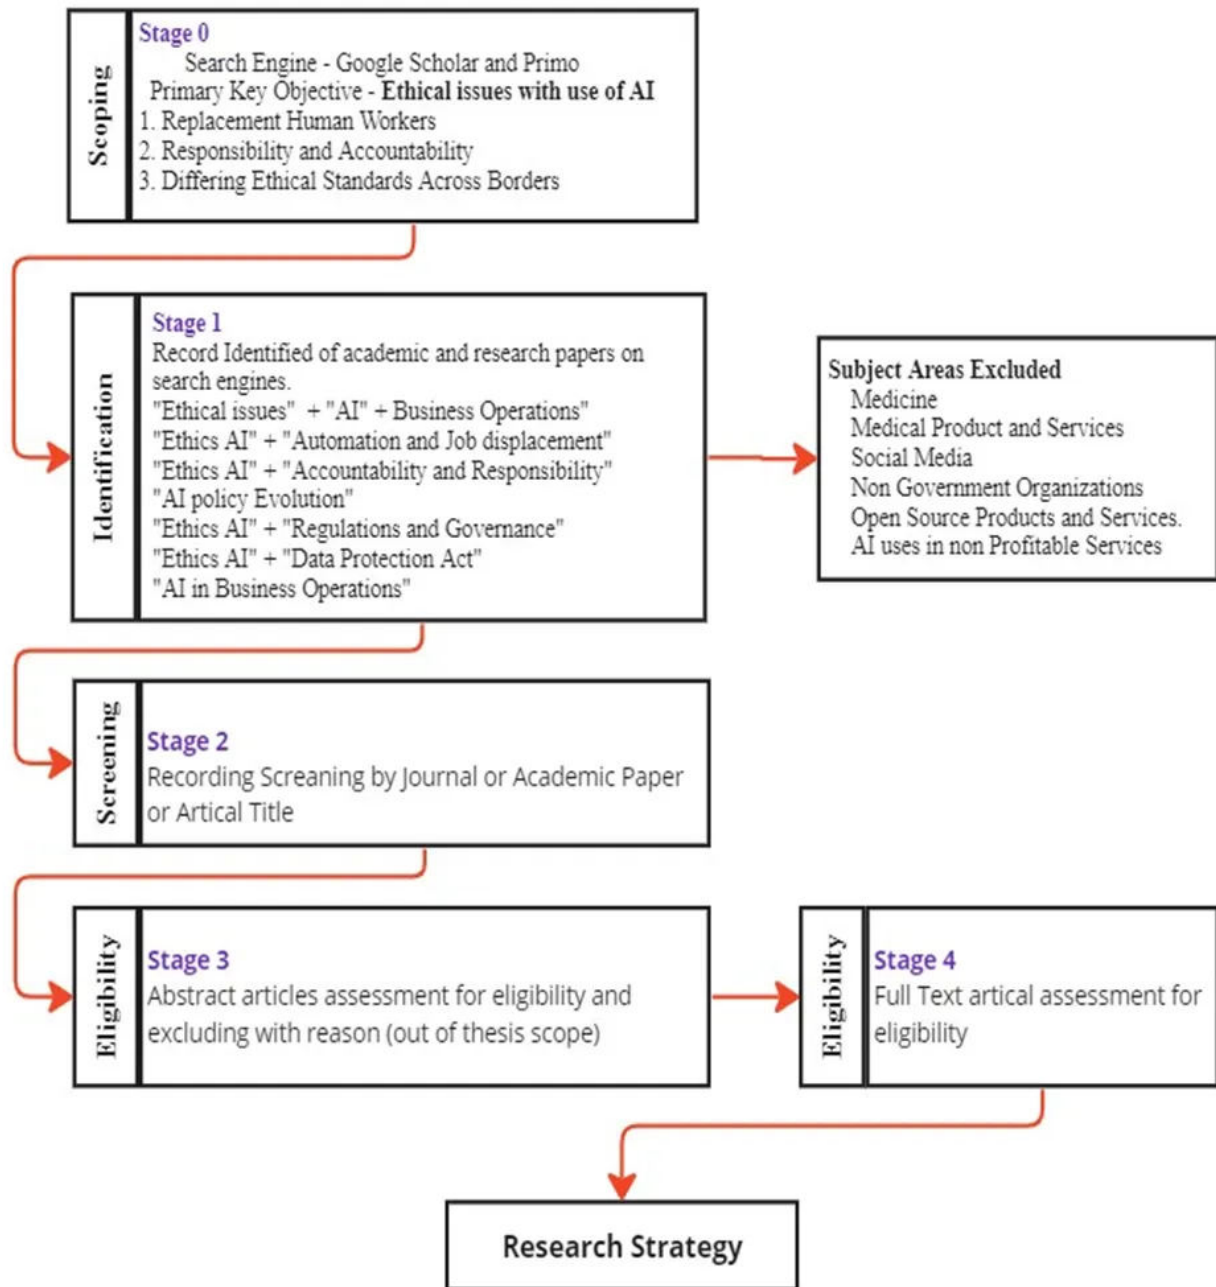 Scoping
Stage 0
Search Engine - Google Scholar and Primo
Primary Key Objective - Ethical issues with use of AI
1. Replacement Human Workers
2. Responsibility and Accountability
3. Differing Ethical Standards Across Borders
Identification
Stage 1
Record Identified of academic and research papers on
search engines.
"Ethical issues" + "AI" + Business Operations"
"Ethics AI" + "Automation and Job displacement"
"Ethics AI" + "Accountability and Responsibility"
"AI policy Evolution"
"Ethics AI" + "Regulations and Governance"
"Ethics AI" + "Data Protection Act"
"AI in Business Operations"
Subject Areas Excluded
Medicine
Medical Product and Services
Social Media
Non Government Organizations
Open Source Products and Services.
AI uses in non Profitable Services
Screening
Stage 2
Recording Screaning by Journal or Academic Paper
or Artical Title
Eligibility
Stage 3
Abstract articles assessment for eligibility and
excluding with reason (out of thesis scope)
Eligibility
Stage 4
Full Text artical assessment for
eligibility
Research Strategy